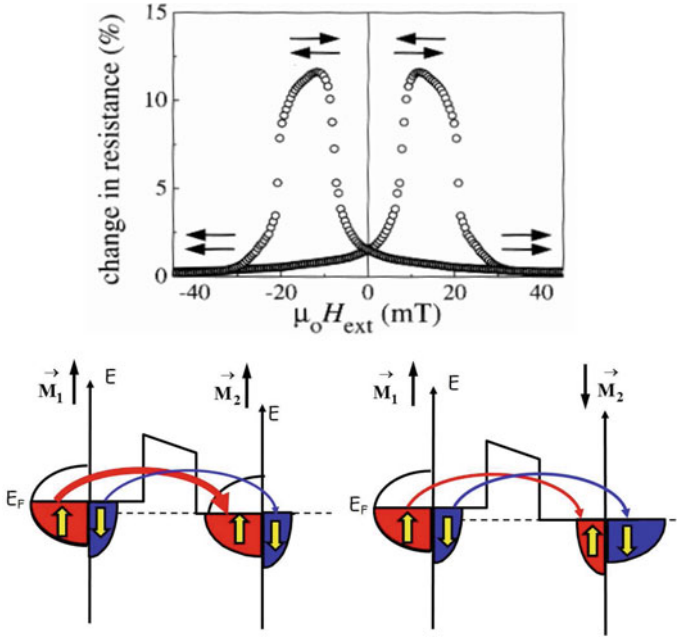 change in resistance (%)
15
10
5
0
-40
-20
0
20
40
μoHext (mT)
M1
E
M2
E
EF
M1
E
M2
EF